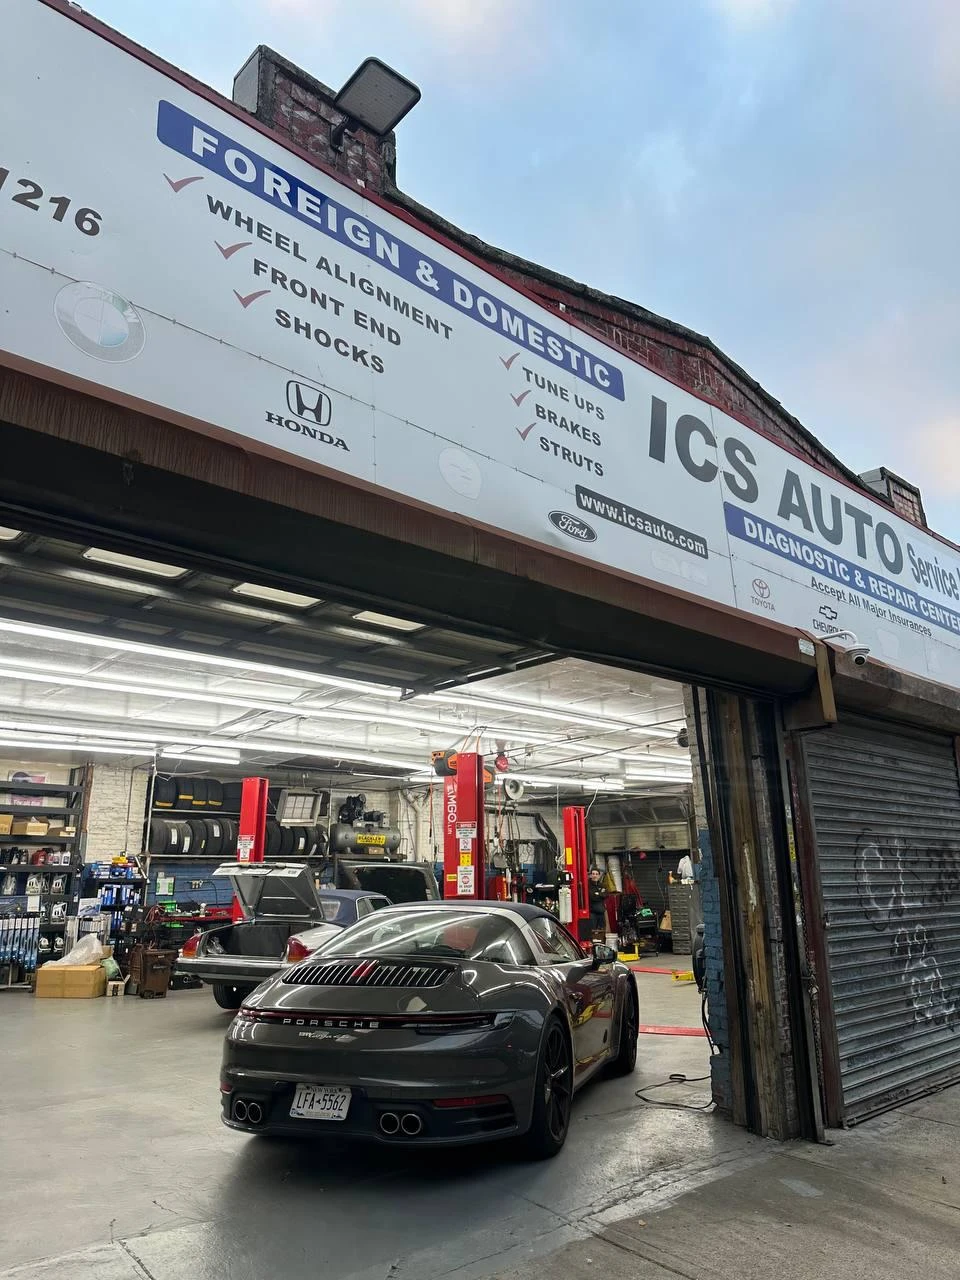 1216
FOREIGN & DOMESTIC
WHEEL ALIGNMENT
FRONT END
SHOCKS
TUNE UPS
BRAKES
STRUTS
HONDA
Ford
www.icsauto.com
ICS AUTO Service
DIAGNOSTIC & REPAIR CENTER
Accept All Major Insurances
TOYOTA
PORSCHE
NEW YORK
LFA 5562